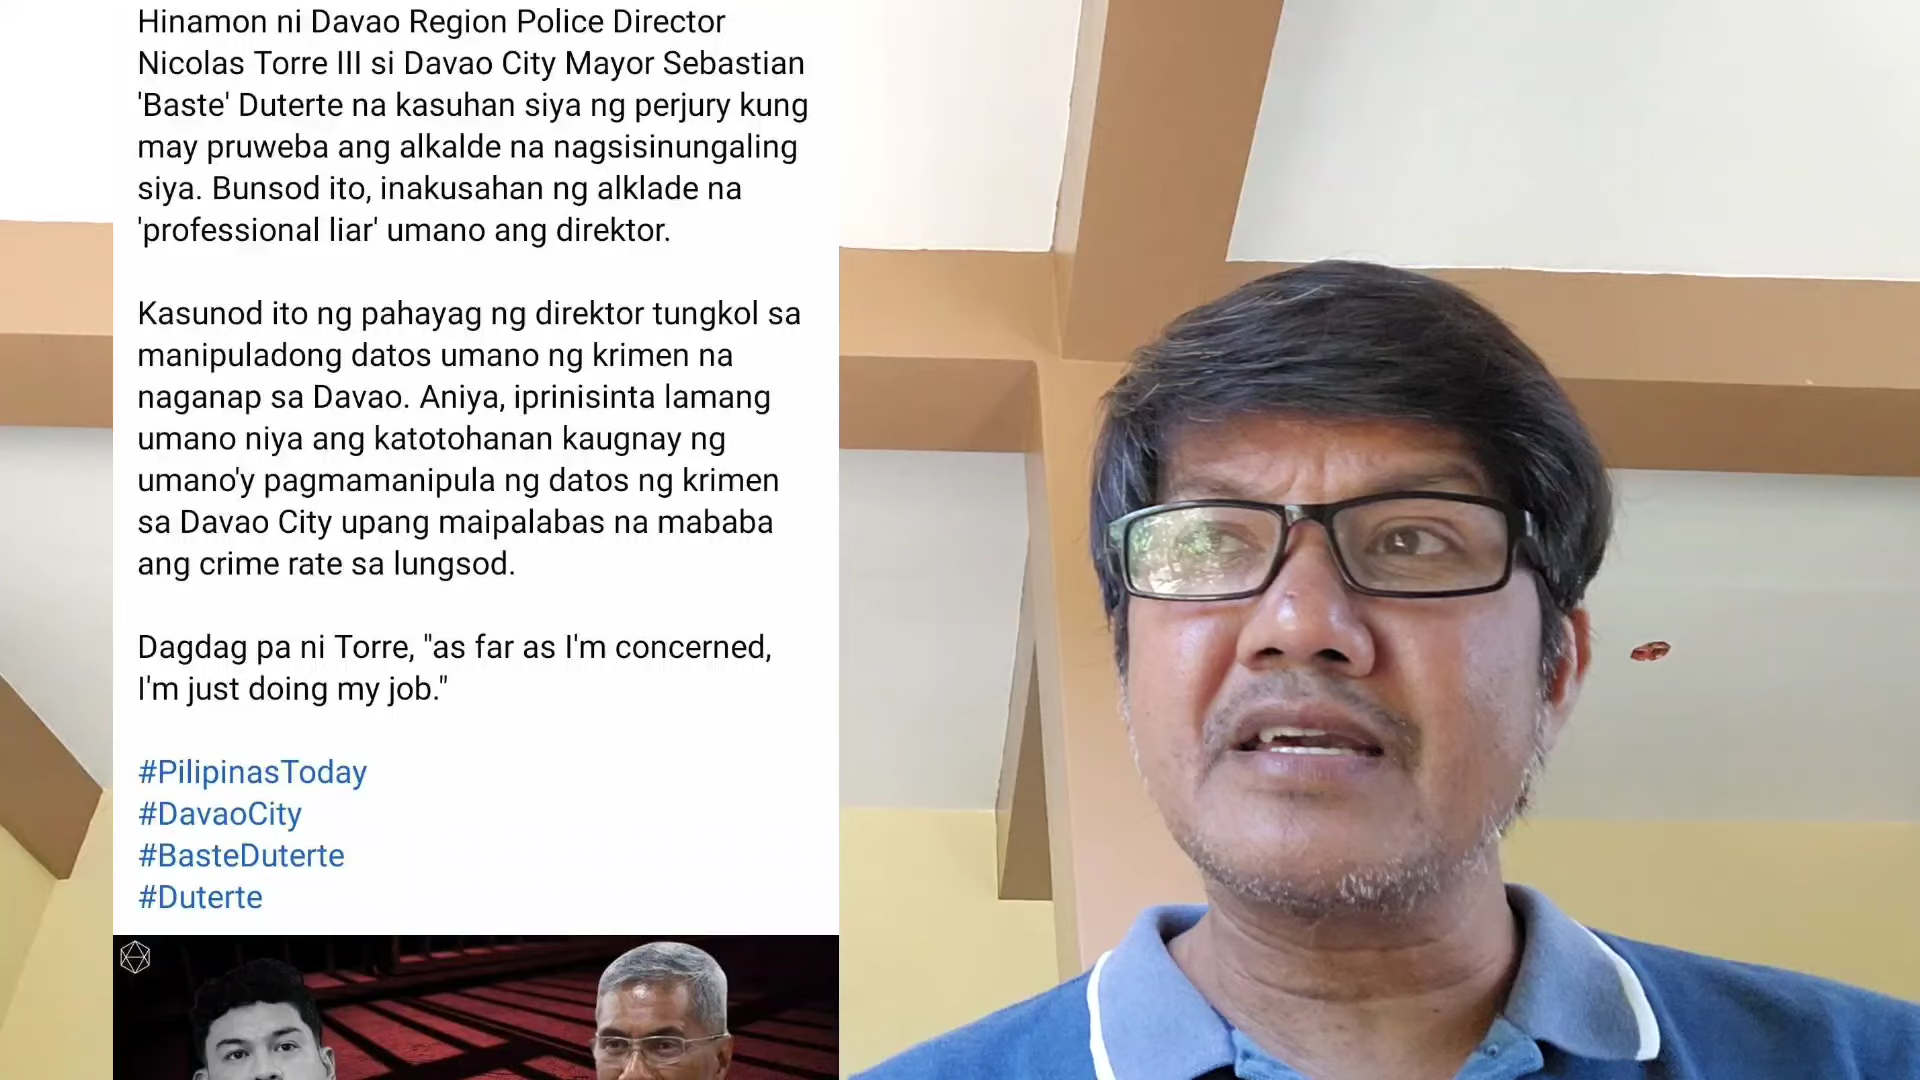 Hinamon ni Davao Region Police Director
Nicolas Torre III si Davao City Mayor Sebastian
'Baste' Duterte na kasuhan siya ng perjury kung
may pruweba ang alkalde na nagsisinungaling
siya. Bunsod ito, inakusahan ng alklade na
'professional liar' umano ang direktor.
Kasunod ito ng pahayag ng direktor tungkol sa
manipuladong datos umano ng krimen na
naganap sa Davao. Aniya, iprinisinta lamang
umano niya ang katotohanan kaugnay ng
umano'y pagmamanipula ng datos ng krimen
sa Davao City upang maipalabas na mababa
ang crime rate sa lungsod.
Dagdag pa ni Torre, "as far as I'm concerned,
I'm just doing my job."
#PilipinasToday
#DavaoCity
#BasteDuterte
#Duterte